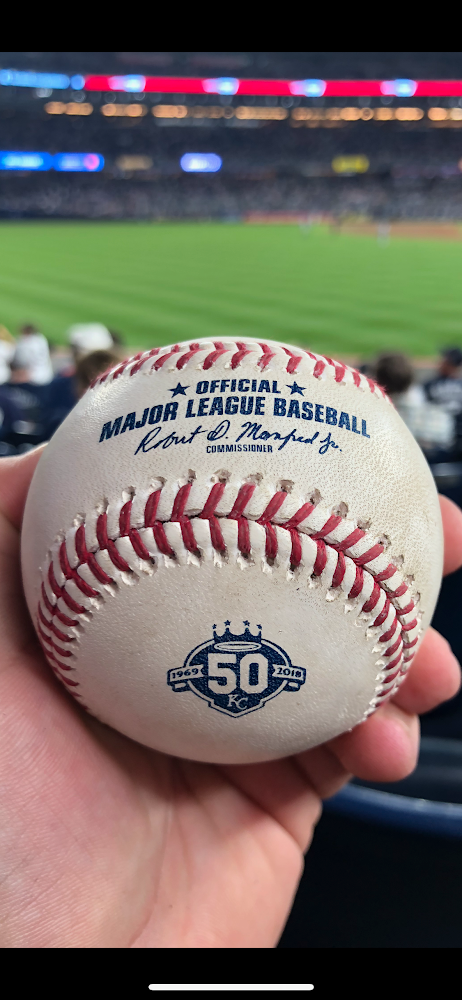 ★ OFFICIAL ★
MAJOR LEAGUE BASEBALL
Robert D. Manfred Jr.
COMMISSIONER
1969 50 2018
KC